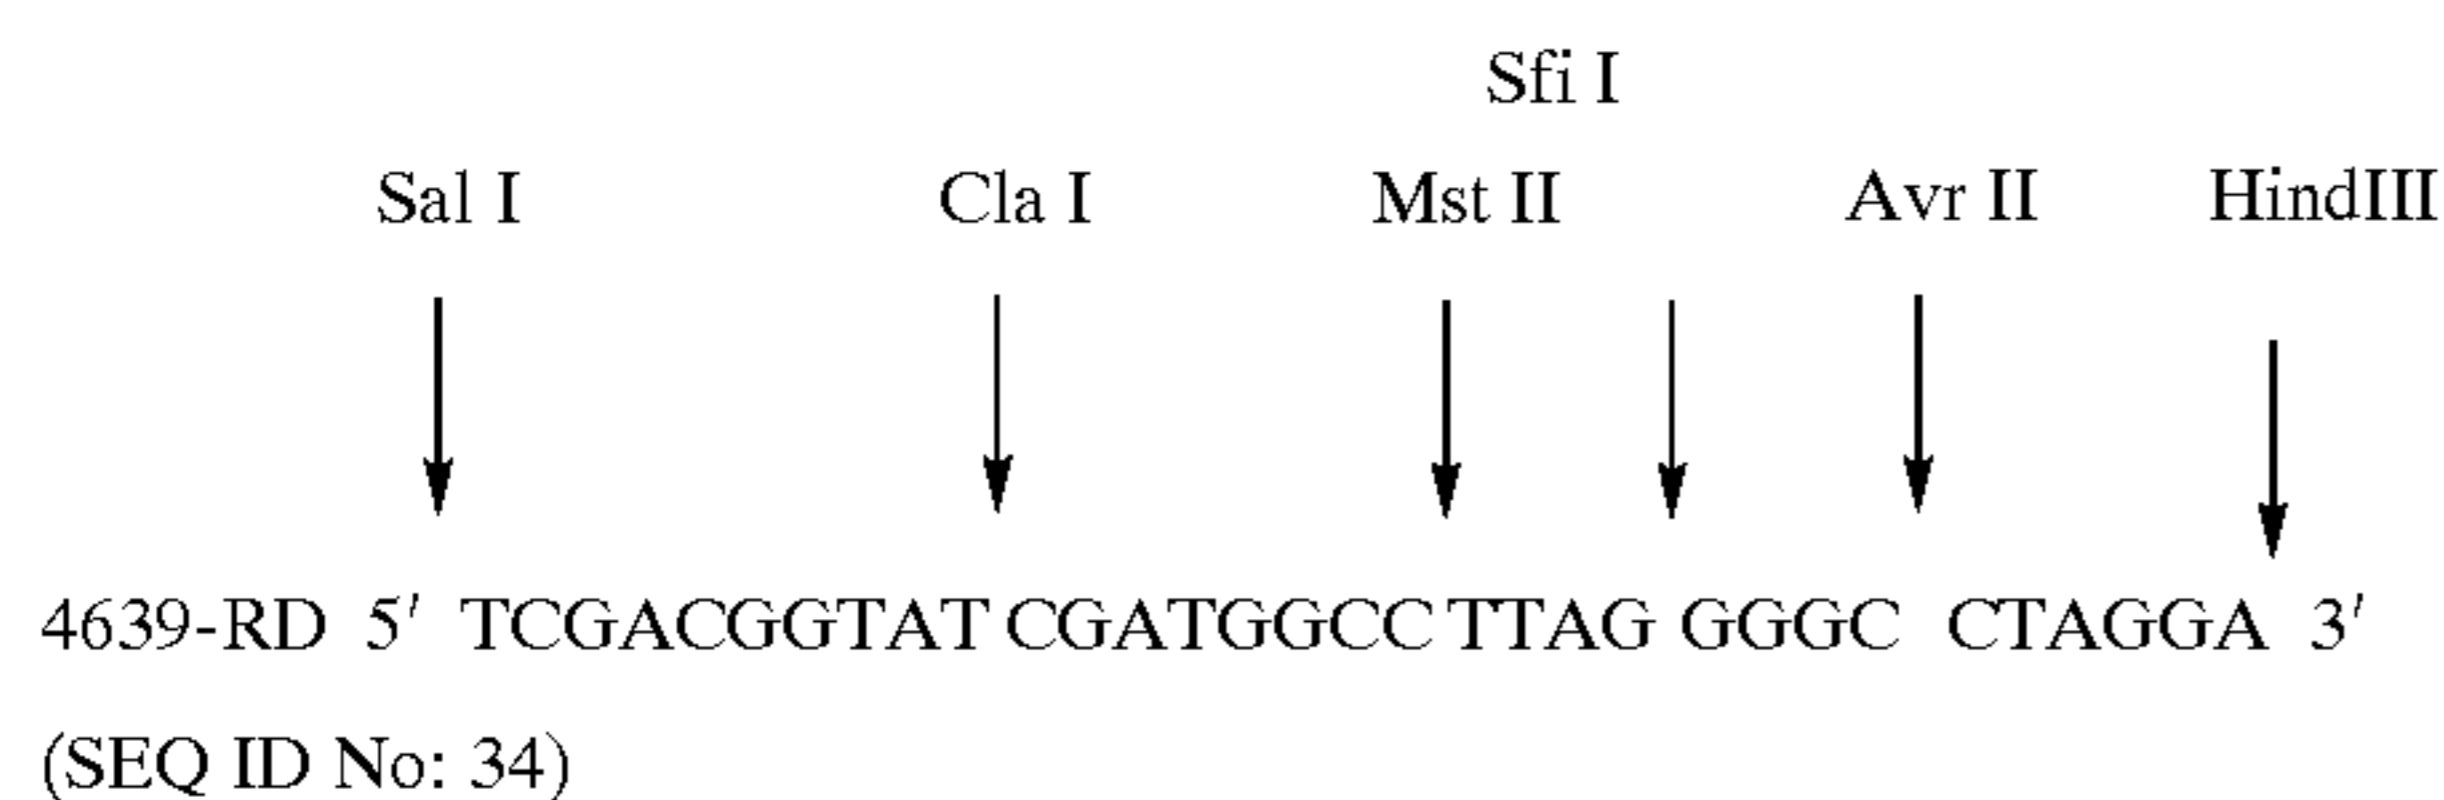 Sfi I
Sal I Cla I Mst II Avr II HindIII
4639-RD 5′ TCGACGGTAT CGATGGCC TTAG GGGC CTAGGA 3′
(SEQ ID No: 34)